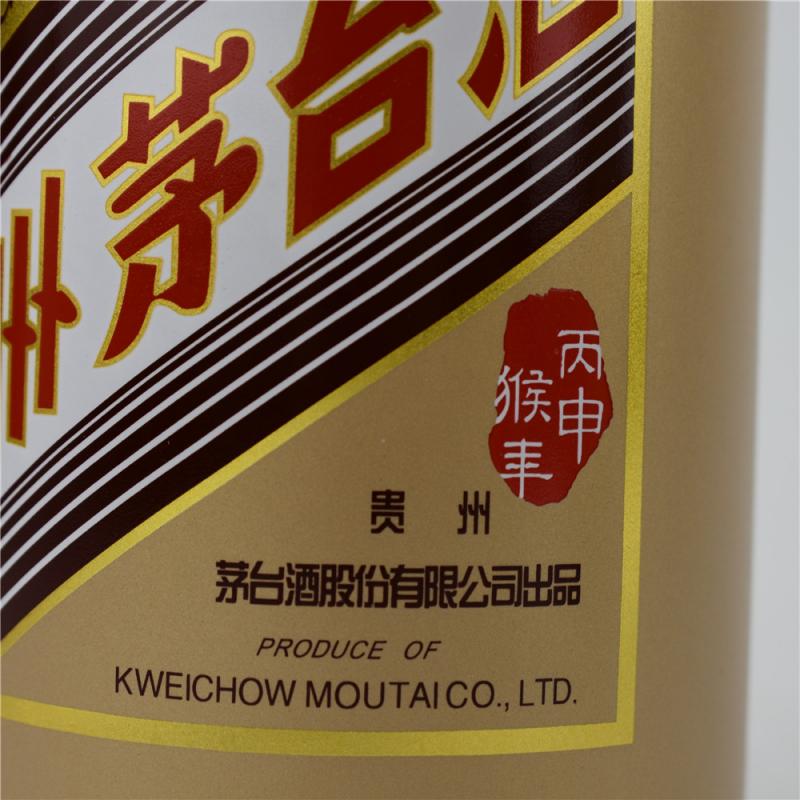 州茅台酒
丙申
猴年
贵 州
茅台酒股份有限公司出品
PRODUCE OF
KWEICHOW MOUTAI CO., LTD.